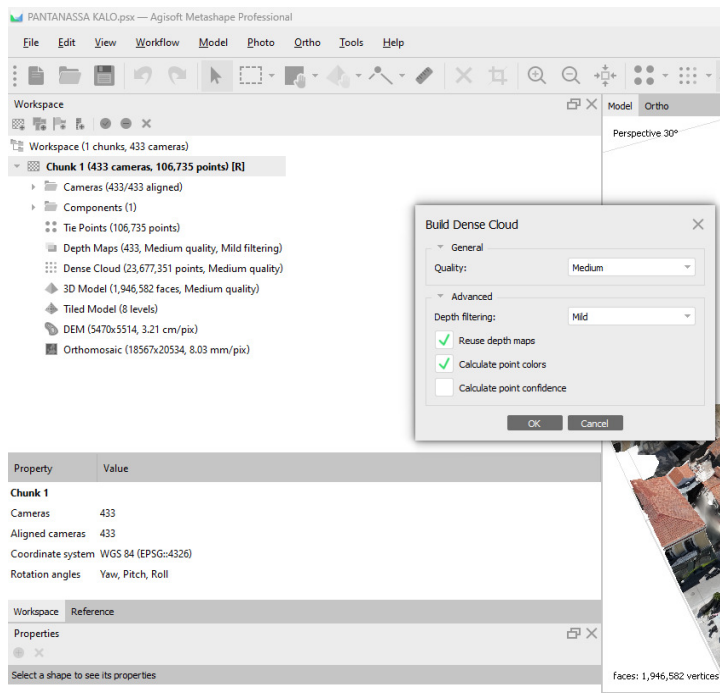 PANTANASSA KALO.psx — Agisoft Metashape Professional
File Edit View Workflow Model Photo Ortho Tools Help
Workspace
Model Ortho
Perspective 30°
Workspace (1 chunks, 433 cameras)
Chunk 1 (433 cameras, 106,735 points) [R]
Cameras (433/433 aligned)
Components (1)
Tie Points (106,735 points)
Depth Maps (433, Medium quality, Mild filtering)
Dense Cloud (23,677,351 points, Medium quality)
3D Model (1,946,582 faces, Medium quality)
Tiled Model (8 levels)
DEM (5470x5514, 3.21 cm/pix)
Orthomosaic (18567x20534, 8.03 mm/pix)
Build Dense Cloud
General
Quality: Medium
Advanced
Depth filtering: Mild
Reuse depth maps
Calculate point colors
Calculate point confidence
OK Cancel
Property Value
Chunk 1
Cameras 433
Aligned cameras 433
Coordinate system WGS 84 (EPSG::4326)
Rotation angles Yaw, Pitch, Roll
Workspace Reference
Properties
Select a shape to see its properties
faces: 1,946,582 vertices